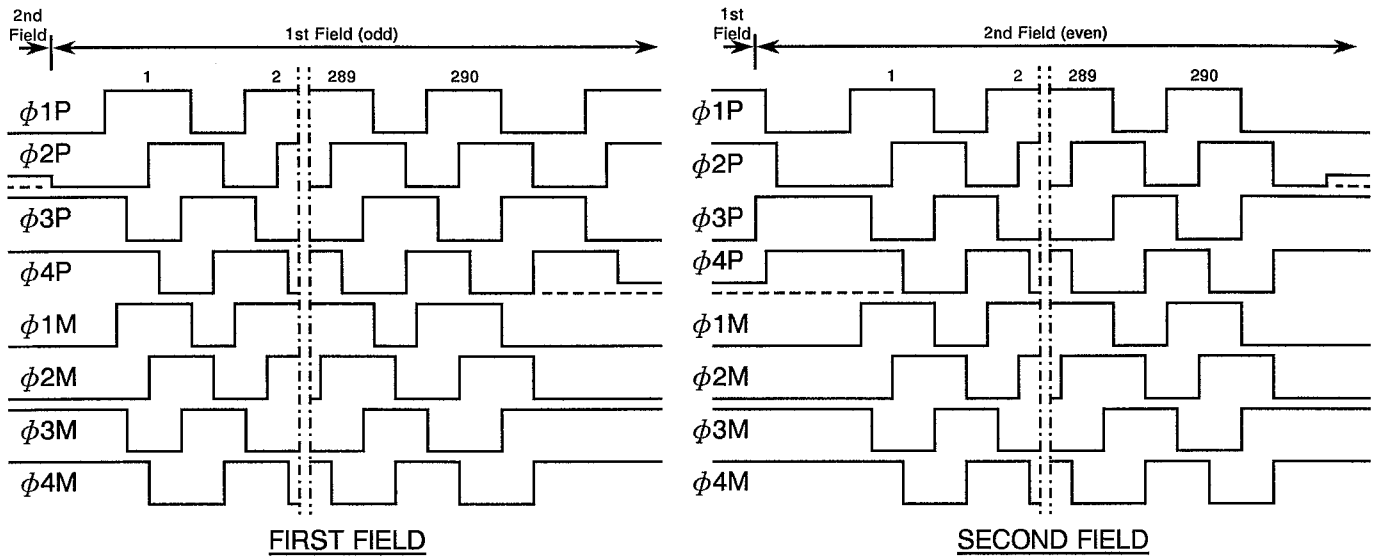 2nd
Field
1st Field (odd)
1 2 289 290
ϕ1P
ϕ2P
ϕ3P
ϕ4P
ϕ1M
ϕ2M
ϕ3M
ϕ4M
FIRST FIELD
1st
Field
2nd Field (even)
1 2 289 290
ϕ1P
ϕ2P
ϕ3P
ϕ4P
ϕ1M
ϕ2M
ϕ3M
ϕ4M
SECOND FIELD